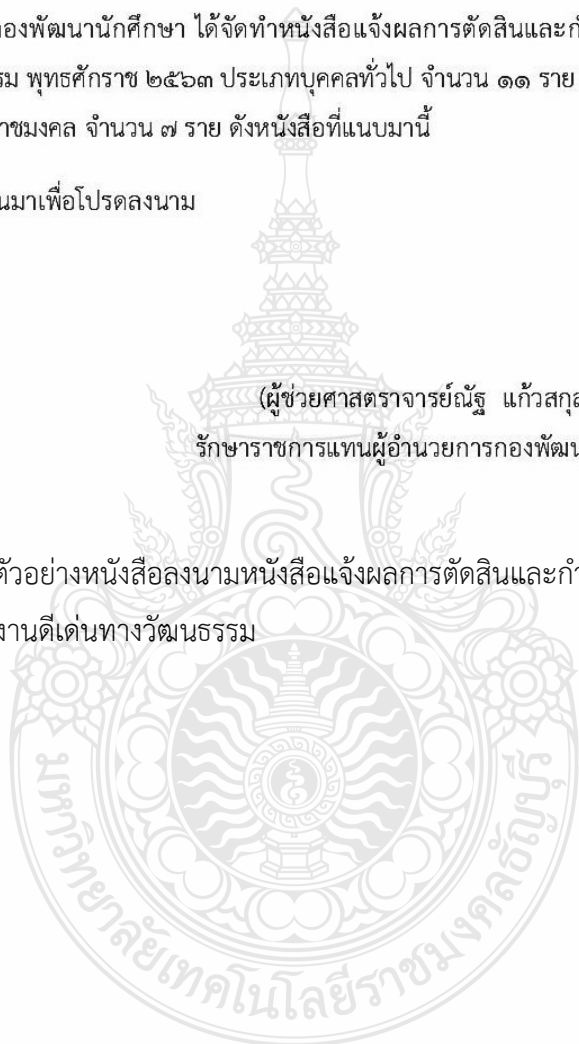 องพัฒนานักศึกษา ได้จัดทำหนังสือแจ้งผลการตัดสินและกำ
รม พุทธศักราช ๒๕๖๓ ประเภทบุคคลทั่วไป จำนวน ๑๑ ราย
าชมงคล จำนวน ๗ ราย ดังหนังสือที่แนบมานี้
นมาเพื่อโปรดลงนาม
(ผู้ช่วยศาสตราจารย์ณัฐ แก้วสกุล
รักษาราชการแทนผู้อำนวยการกองพัฒน
ตัวอย่างหนังสือลงนามหนังสือแจ้งผลการตัดสินและกำ
งานดีเด่นทางวัฒนธรรม
มหาวิทยาลัยเทคโนโลยีราชมงคลธัญบุรี